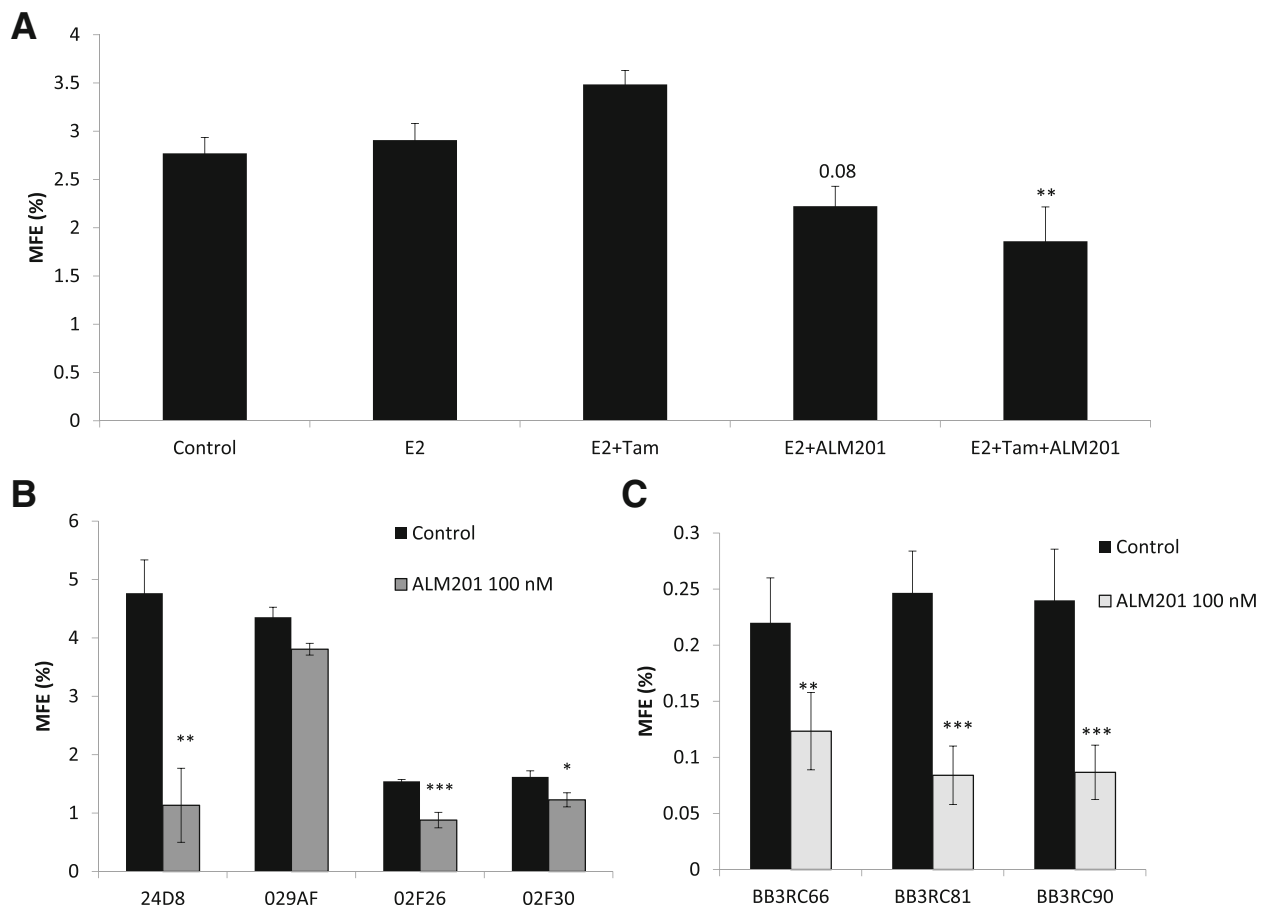 A
4
3.5
3
2.5
2
1.5
1
0.5
0
MFE (%)
0.08
**
Control E2 E2+Tam E2+ALM201 E2+Tam+ALM201
B
6
5
4
3
2
1
0
MFE (%)
Control
ALM201 100 nM
**
***
*
24D8 029AF 02F26 02F30
C
0.3
0.25
0.2
0.15
0.1
0.05
0
MFE (%)
Control
ALM201 100 nM
**
***
***
BB3RC66 BB3RC81 BB3RC90